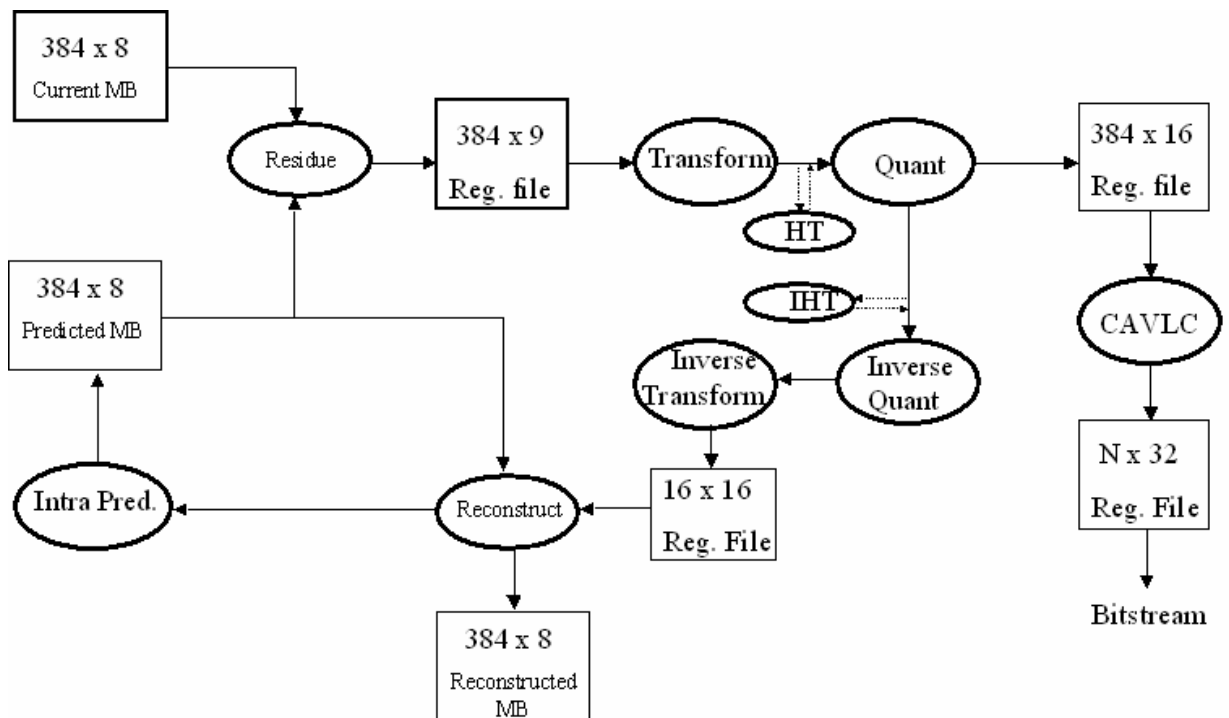 384 x 8
Current MB
Residue
384 x 9
Reg. file
Transform
Quant
384 x 16
Reg. file
HT
384 x 8
Predicted MB
IHT
CAVLC
Inverse
Transform
Inverse
Quant
Intra Pred.
Reconstruct
16 x 16
Reg. File
N x 32
Reg. File
384 x 8
Reconstructed
MB
Bitstream